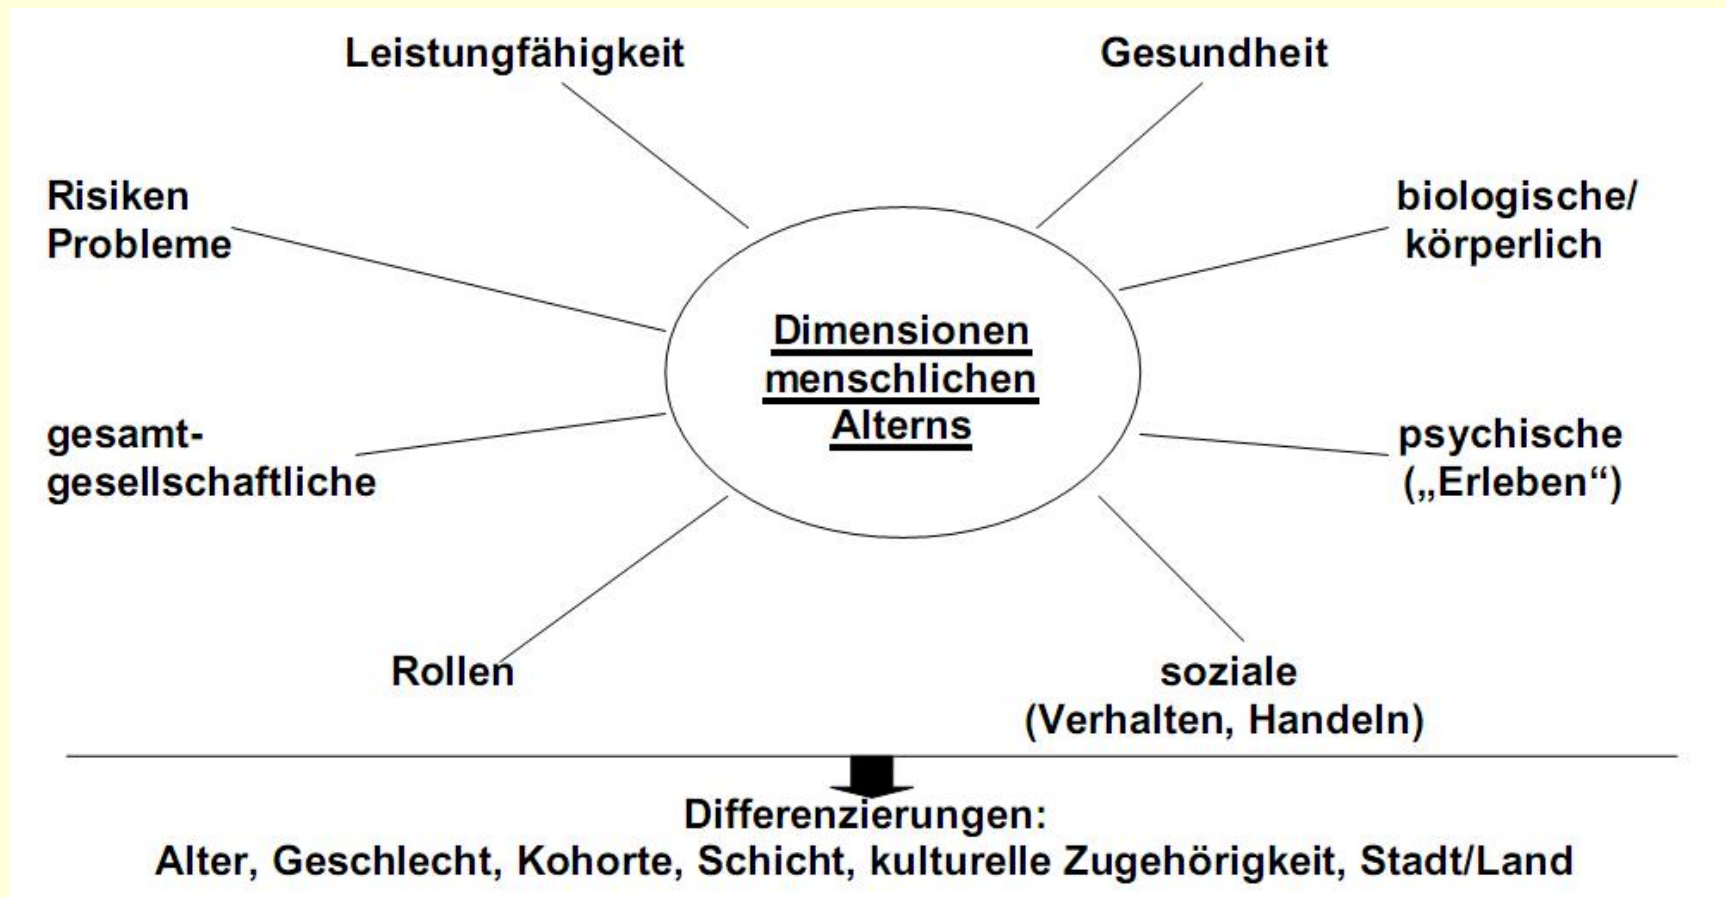 Leistungfähigkeit
Gesundheit
Risiken
Probleme
biologische/
körperlich
Dimensionen
menschlichen
Alterns
gesamt-
gesellschaftliche
psychische
(„Erleben“)
Rollen
soziale
(Verhalten, Handeln)
Differenzierungen:
Alter, Geschlecht, Kohorte, Schicht, kulturelle Zugehörigkeit, Stadt/Land